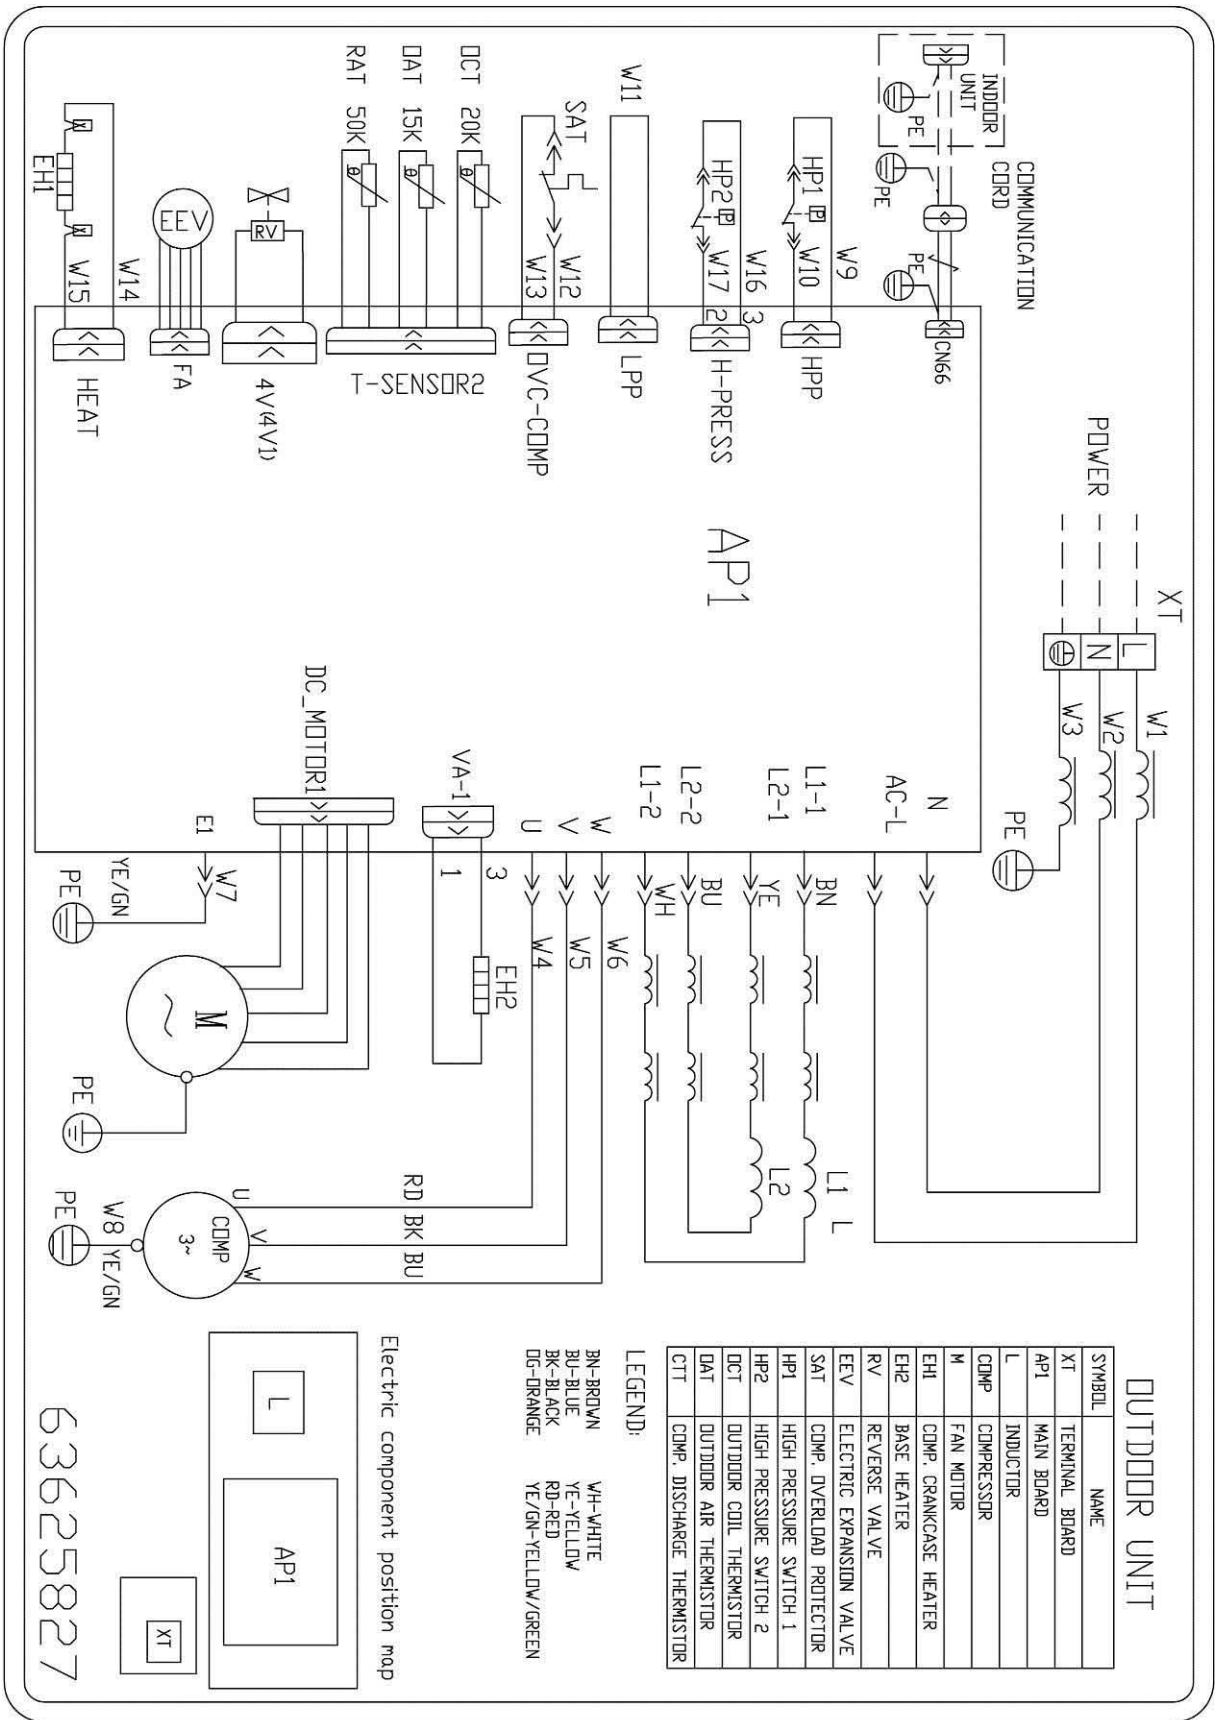 OUTDOOR UNIT
SYMBOL NAME
XT TERMINAL BOARD
AP1 MAIN BOARD
L INDUCTOR
COMP COMPRESSOR
M FAN MOTOR
EH1 COMP. CRANKCASE HEATER
EH2 BASE HEATER
RV REVERSE VALVE
EEV ELECTRIC EXPANSION VALVE
SAT COMP. OVERLOAD PROTECTOR
HP1 HIGH PRESSURE SWITCH 1
HP2 HIGH PRESSURE SWITCH 2
OCT OUTDOOR COIL THERMISTOR
OAT OUTDOOR AIR THERMISTOR
CTT COMP. DISCHARGE THERMISTOR
LEGEND:
BN-BROWN WH-WHITE
BU-BLUE YE-YELLOW
BK-BLACK RD-RED
OG-ORANGE YE/GN-YELLOW/GREEN
Electric component position map
L
AP1
XT
63625827
POWER
XT
L
N
W1
W2
W3
PE
INDOOR
UNIT
PE
COMMUNICATION
CORD
PE
PE
CN66
HP1
P
W9
W10
HPP
HP2
P
W16
W17
3
2
H-PRESS
W11
LPP
SAT
W12
W13
OVC-COMP
OCT 20K
θ
OAT 15K
θ
RAT 50K
θ
T-SENSOR2
RV
4V(4V1)
EEV
FA
EH1
W14
W15
HEAT
AP1
N
AC-L
L1-1
L2-1
L2-2
L1-2
BN
YE
BU
WH
L1 L
L2
W
V
U
W6
W5
W4
VA-1
3
1
EH2
DC_MOTOR1
E1
W7
YE/GN
PE
M
PE
RD BK BU
U
V
W
COMP
3~
W8 YE/GN
PE